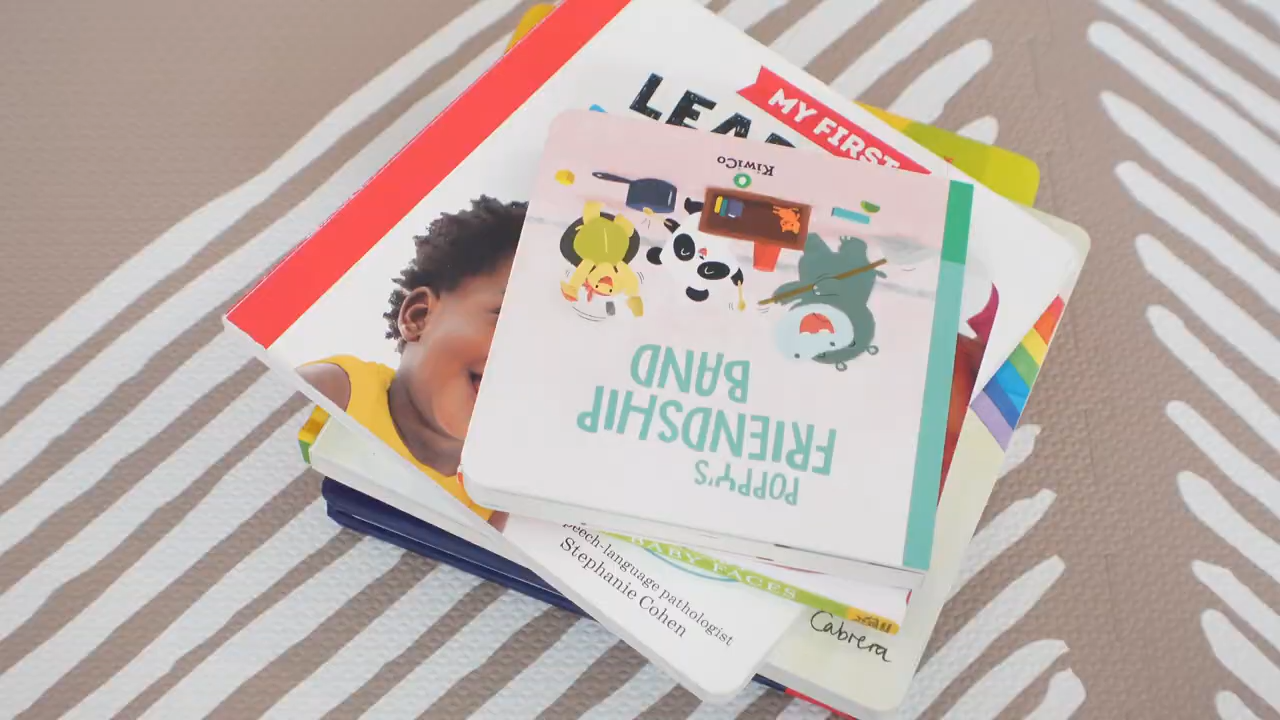 MY FIRST
POPPY'S
FRIENDSHIP
BAND
KiwiCo
BABY FACES
speech-language pathologist
Stephanie Cohen
Cabrera